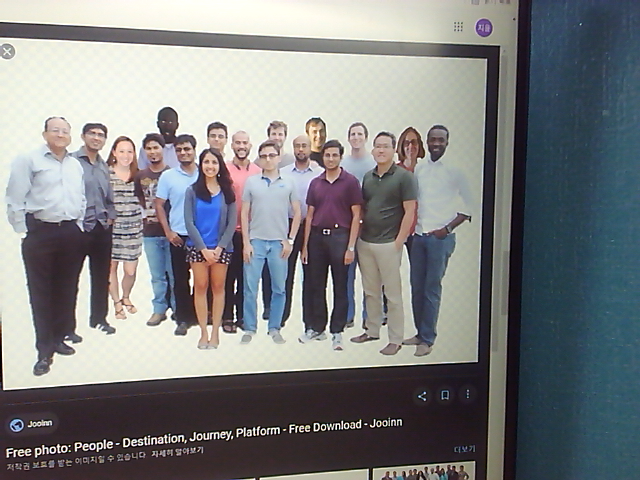 지음
Jooinn
Free photo: People - Destination, Journey, Platform - Free Download - Jooinn
저작권 보호를 받는 이미지일 수 있습니다. 자세히 알아보기
더보기